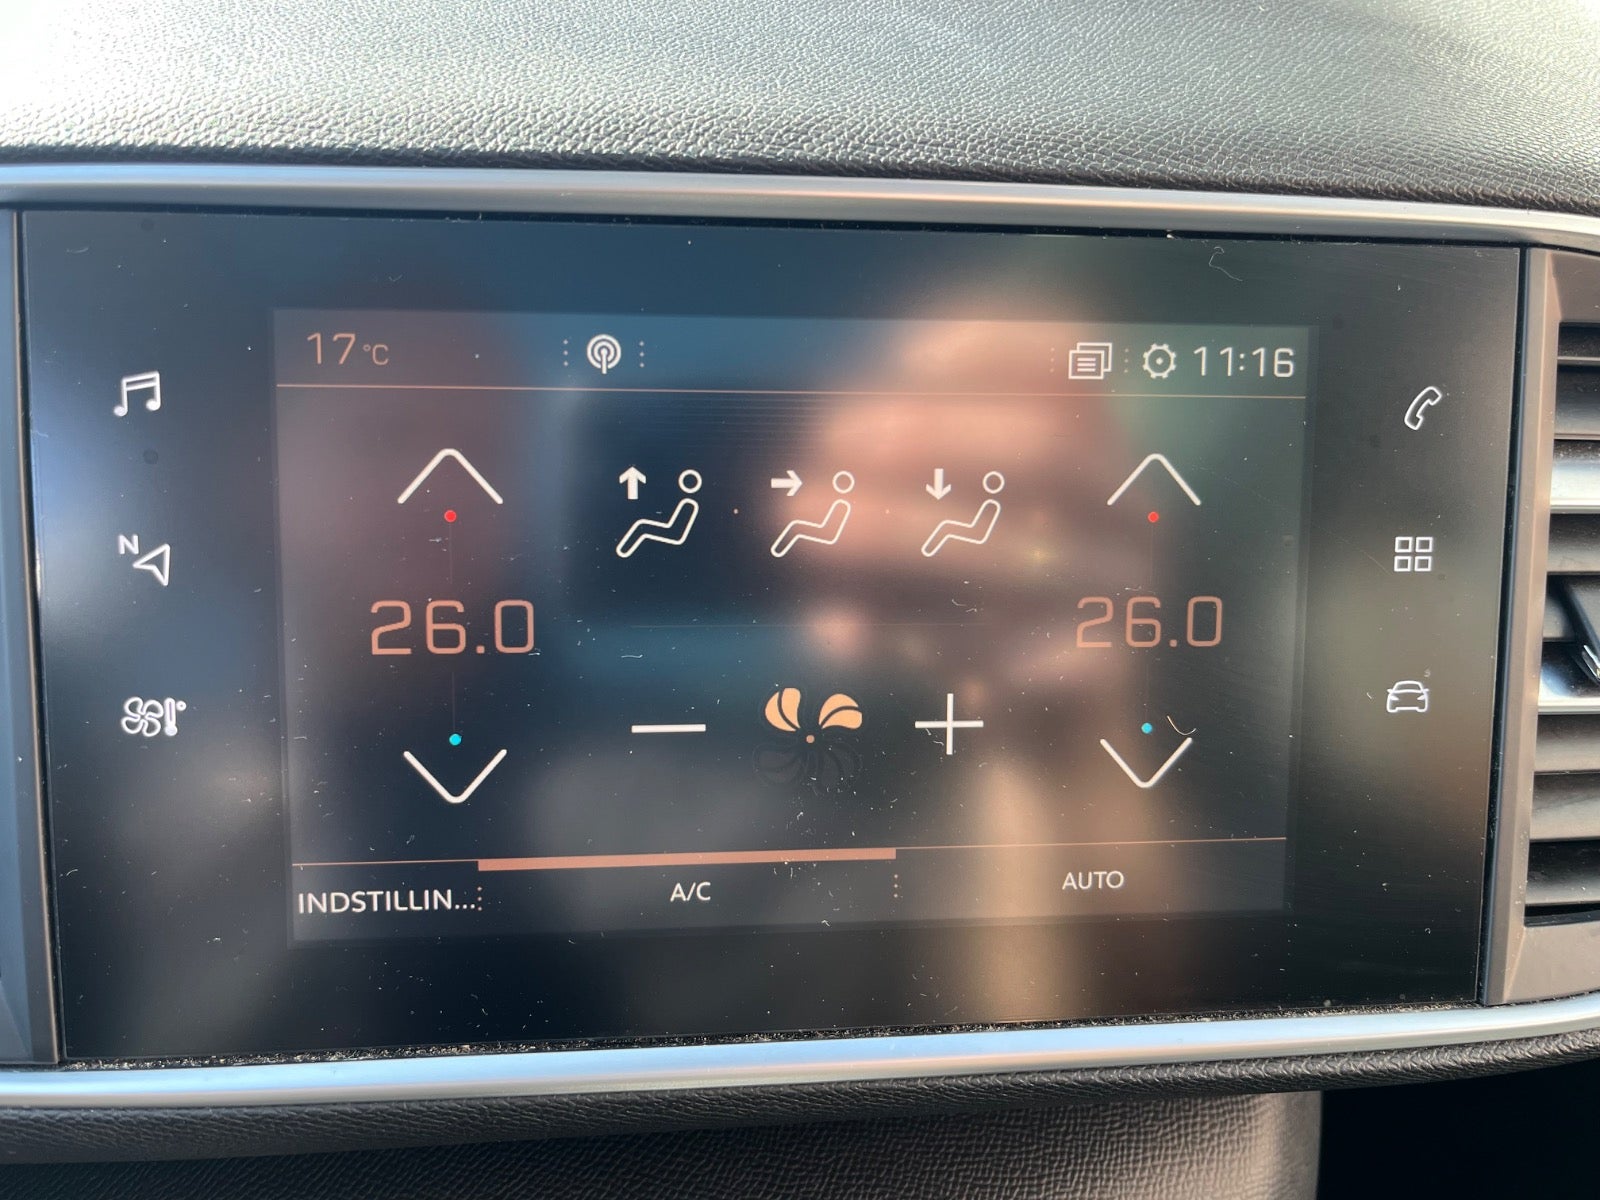 17°C
11:16
N
26.0
26.0
INDSTILLIN...
A/C
AUTO